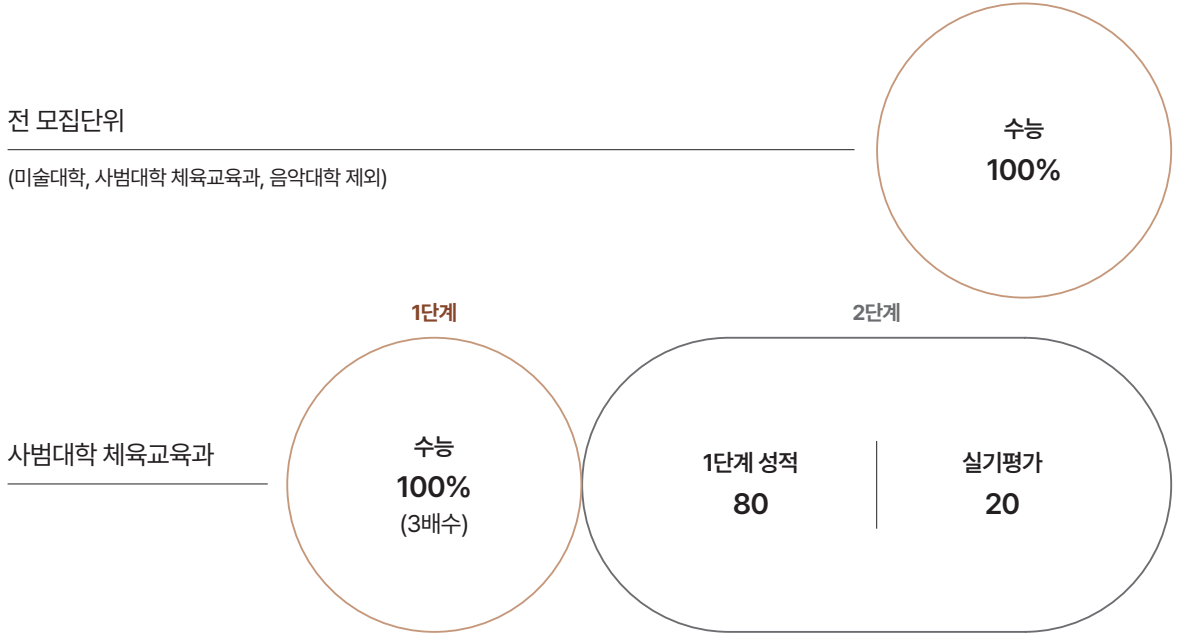 전 모집단위
(미술대학, 사범대학 체육교육과, 음악대학 제외)
수능
100%
1단계
2단계
사범대학 체육교육과
수능
100%
(3배수)
1단계 성적
80
실기평가
20